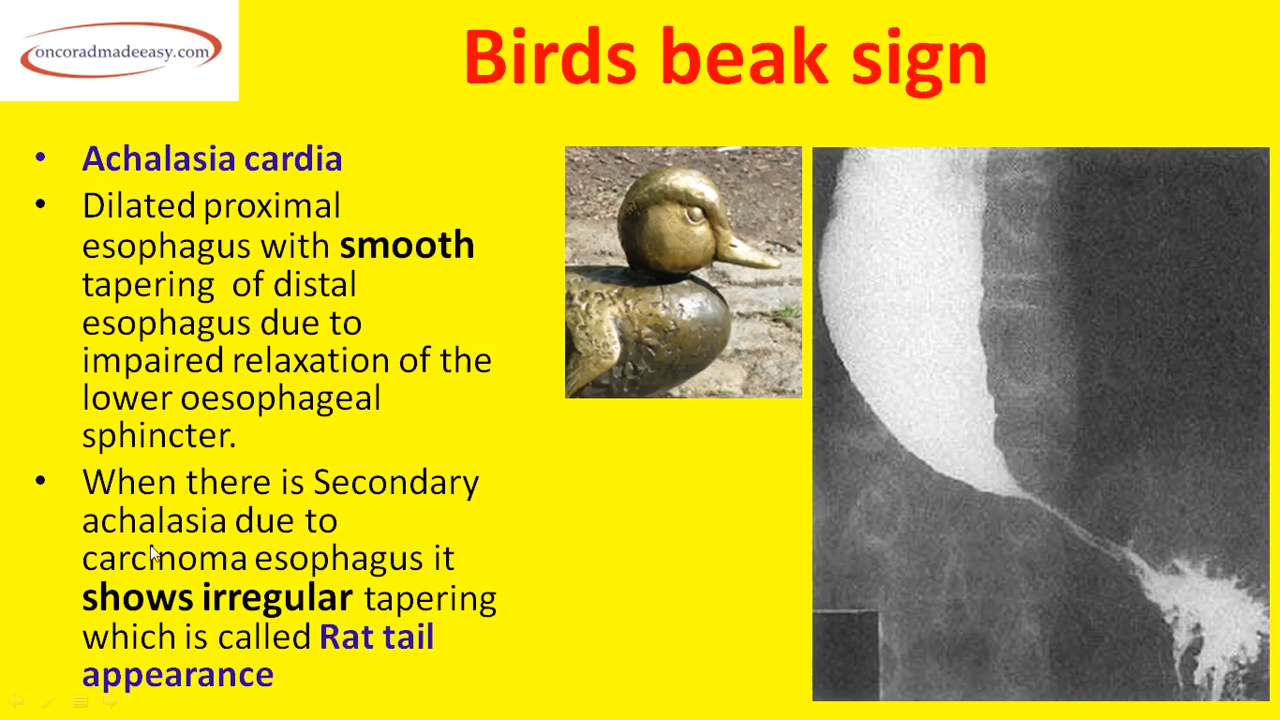 oncoradmadeeasy.com
Birds beak sign
• Achalasia cardia
• Dilated proximal
esophagus with smooth
tapering of distal
esophagus due to
impaired relaxation of the
lower oesophageal
sphincter.
• When there is Secondary
achalasia due to
carcinoma esophagus it
shows irregular tapering
which is called Rat tail
appearance